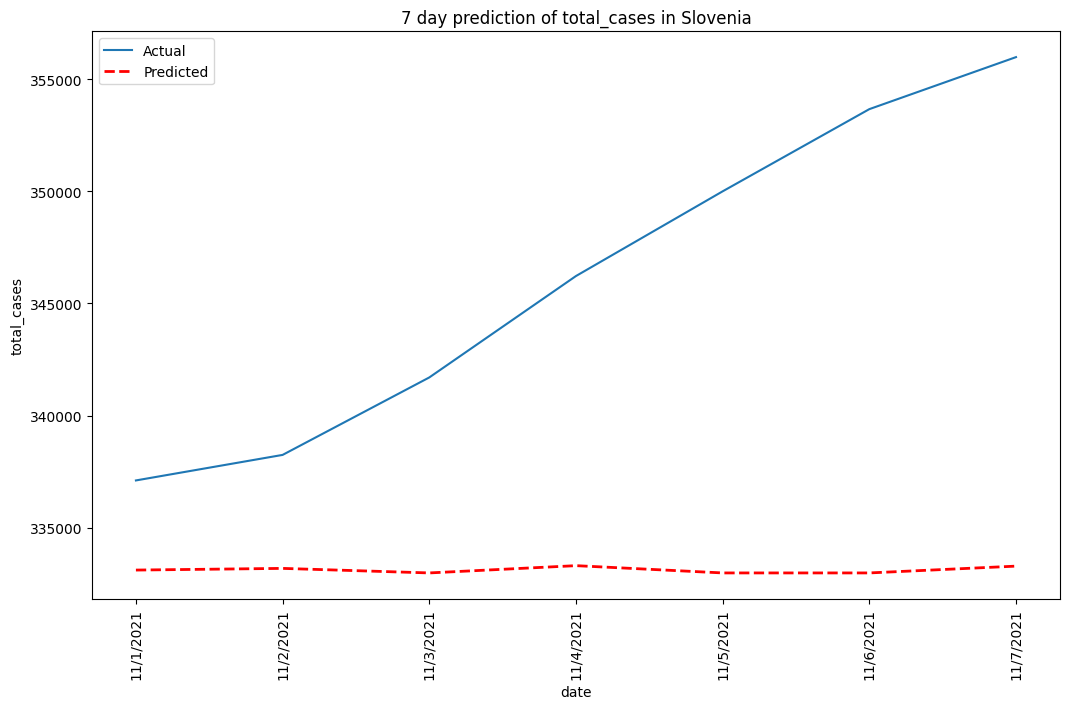 7 day prediction of total_cases in Slovenia
Actual
Predicted
355000
350000
345000
340000
335000
total_cases
11/1/2021
11/2/2021
11/3/2021
11/4/2021
11/5/2021
11/6/2021
11/7/2021
date